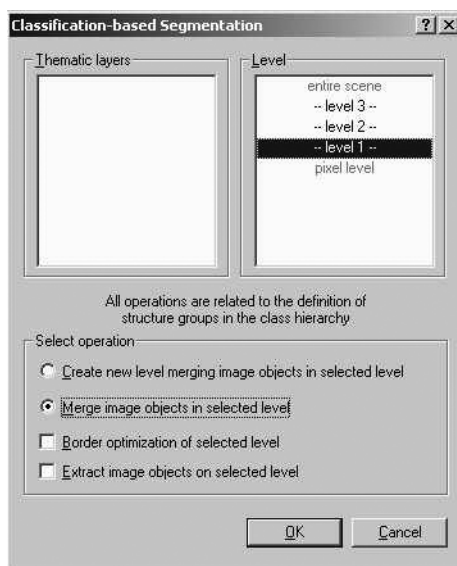 Classification-based Segmentation
Thematic layers
Level
entire scene
-- level 3 --
-- level 2 --
-- level 1 --
pixel level
All operations are related to the definition of
structure groups in the class hierarchy
Select operation
Create new level merging image objects in selected level
Merge image objects in selected level
Border optimization of selected level
Extract image objects on selected level
OK
Cancel